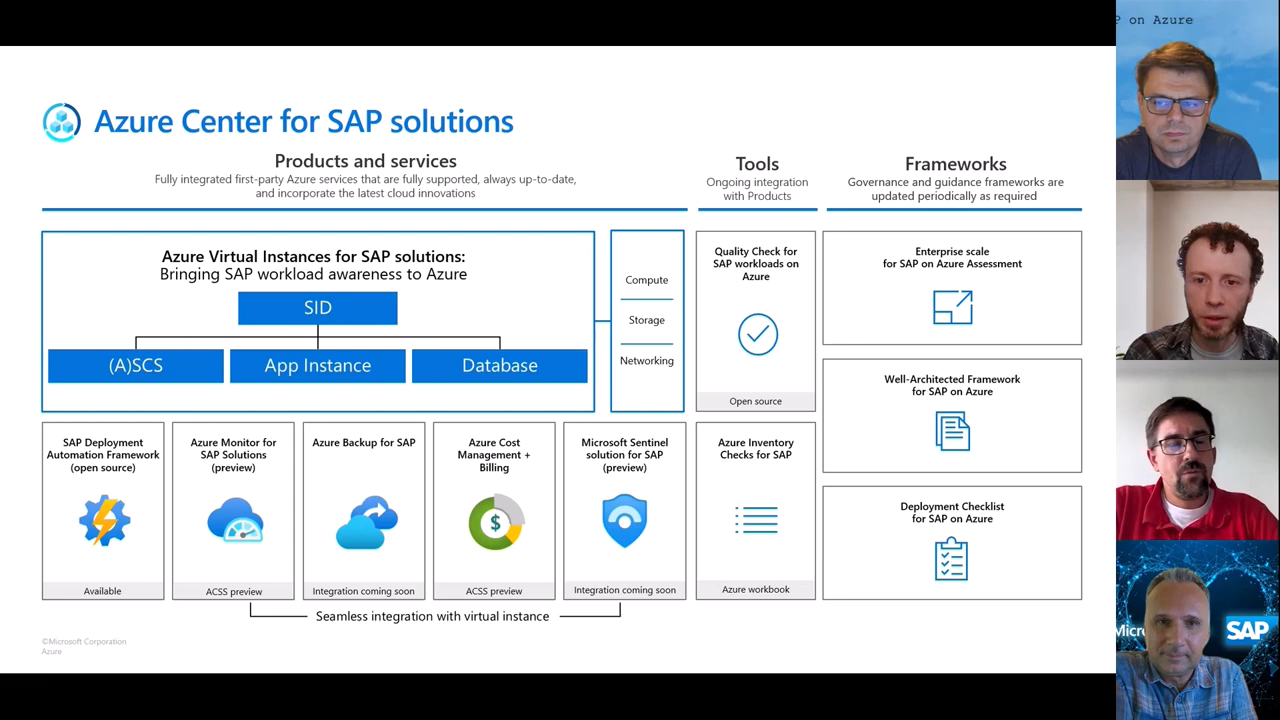 P on Azure
Azure Center for SAP solutions
Products and services
Fully integrated first-party Azure services that are fully supported, always up-to-date,
and incorporate the latest cloud innovations
Tools
Ongoing integration
with Products
Frameworks
Governance and guidance frameworks are
updated periodically as required
Azure Virtual Instances for SAP solutions:
Bringing SAP workload awareness to Azure
SID
(A)SCS
App Instance
Database
Compute
Storage
Networking
Quality Check for
SAP workloads on
Azure
Open source
Enterprise scale
for SAP on Azure Assessment
Well-Architected Framework
for SAP on Azure
Deployment Checklist
for SAP on Azure
SAP Deployment
Automation Framework
(open source)
Available
Azure Monitor for
SAP Solutions
(preview)
ACSS preview
Azure Backup for SAP
Integration coming soon
Azure Cost
Management +
Billing
$
ACSS preview
Microsoft Sentinel
solution for SAP
(preview)
Integration coming soon
Azure Inventory
Checks for SAP
Azure workbook
Seamless integration with virtual instance
©Microsoft Corporation
Azure
Micr
SAP